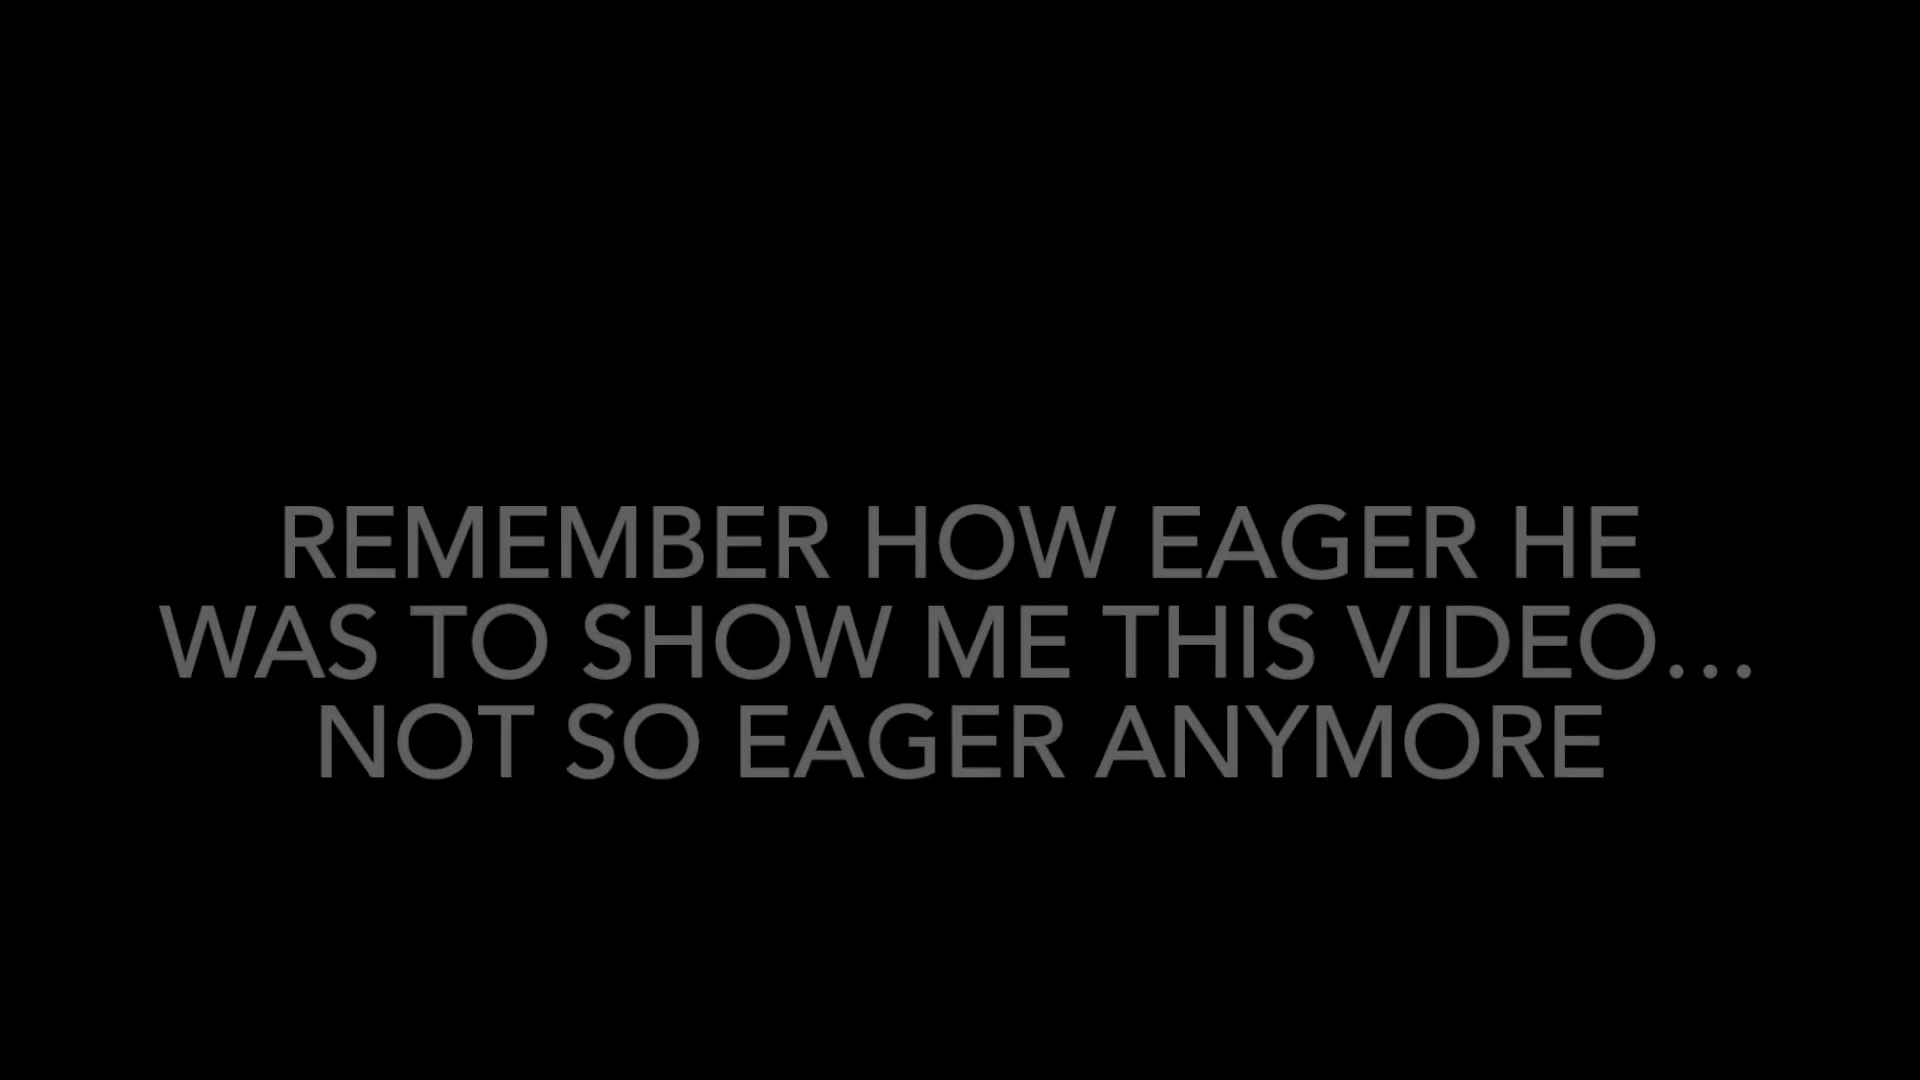 REMEMBER HOW EAGER HE
WAS TO SHOW ME THIS VIDEO...
NOT SO EAGER ANYMORE